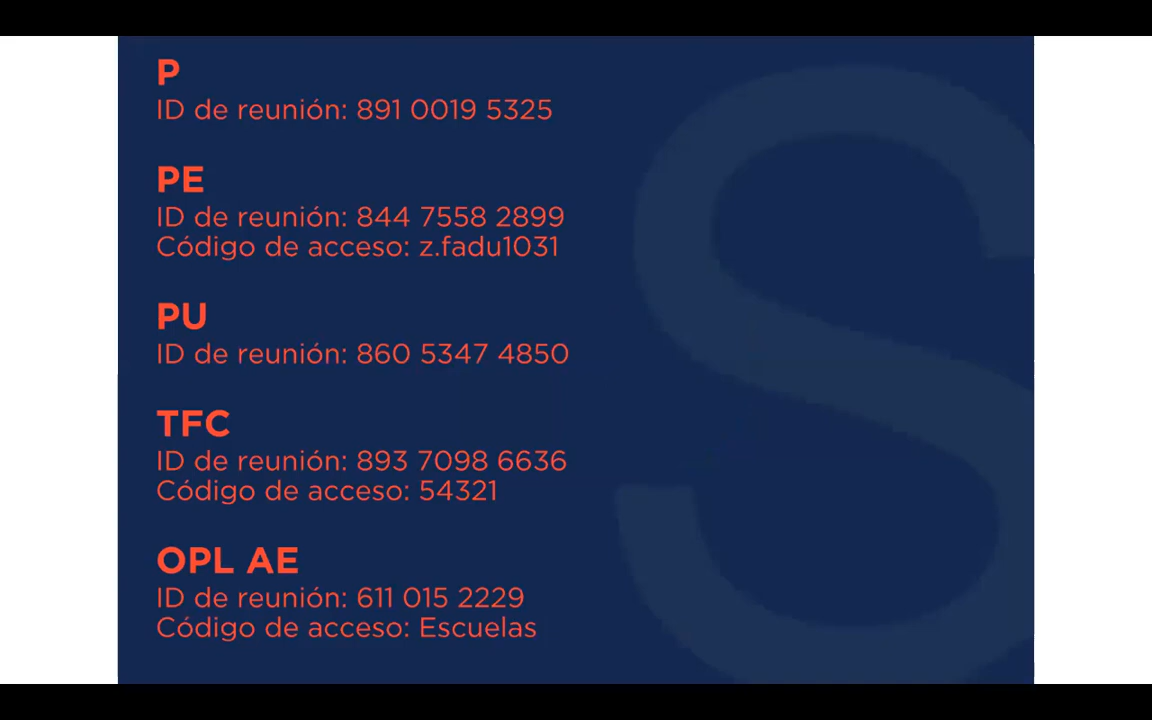 P
ID de reunión: 891 0019 5325
PE
ID de reunión: 844 7558 2899
Código de acceso: z.fadu1031
PU
ID de reunión: 860 5347 4850
TFC
ID de reunión: 893 7098 6636
Código de acceso: 54321
OPL AE
ID de reunión: 611 015 2229
Código de acceso: Escuelas
S